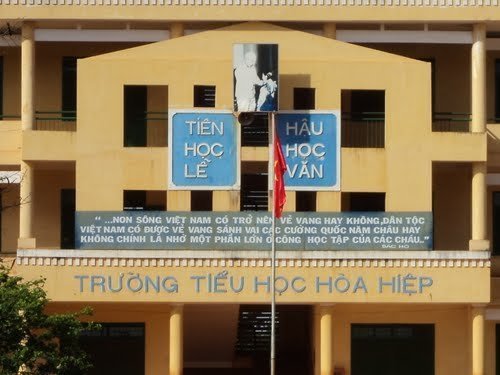 TIÊN
HỌC
LỄ
HẬU
HỌC
VĂN
" ...NON SÔNG VIỆT NAM CÓ TRỞ NÊN VẺ VANG HAY KHÔNG, DÂN TỘC
VIỆT NAM CÓ ĐƯỢC VẺ VANG SÁNH VAI CÁC CƯỜNG QUỐC NĂM CHÂU HAY
KHÔNG CHÍNH LÀ NHỜ MỘT PHẦN LỚN Ở CÔNG HỌC TẬP CỦA CÁC CHÁU... "
BÁC HỒ
TRƯỜNG TIỂU HỌC HÒA HIỆP